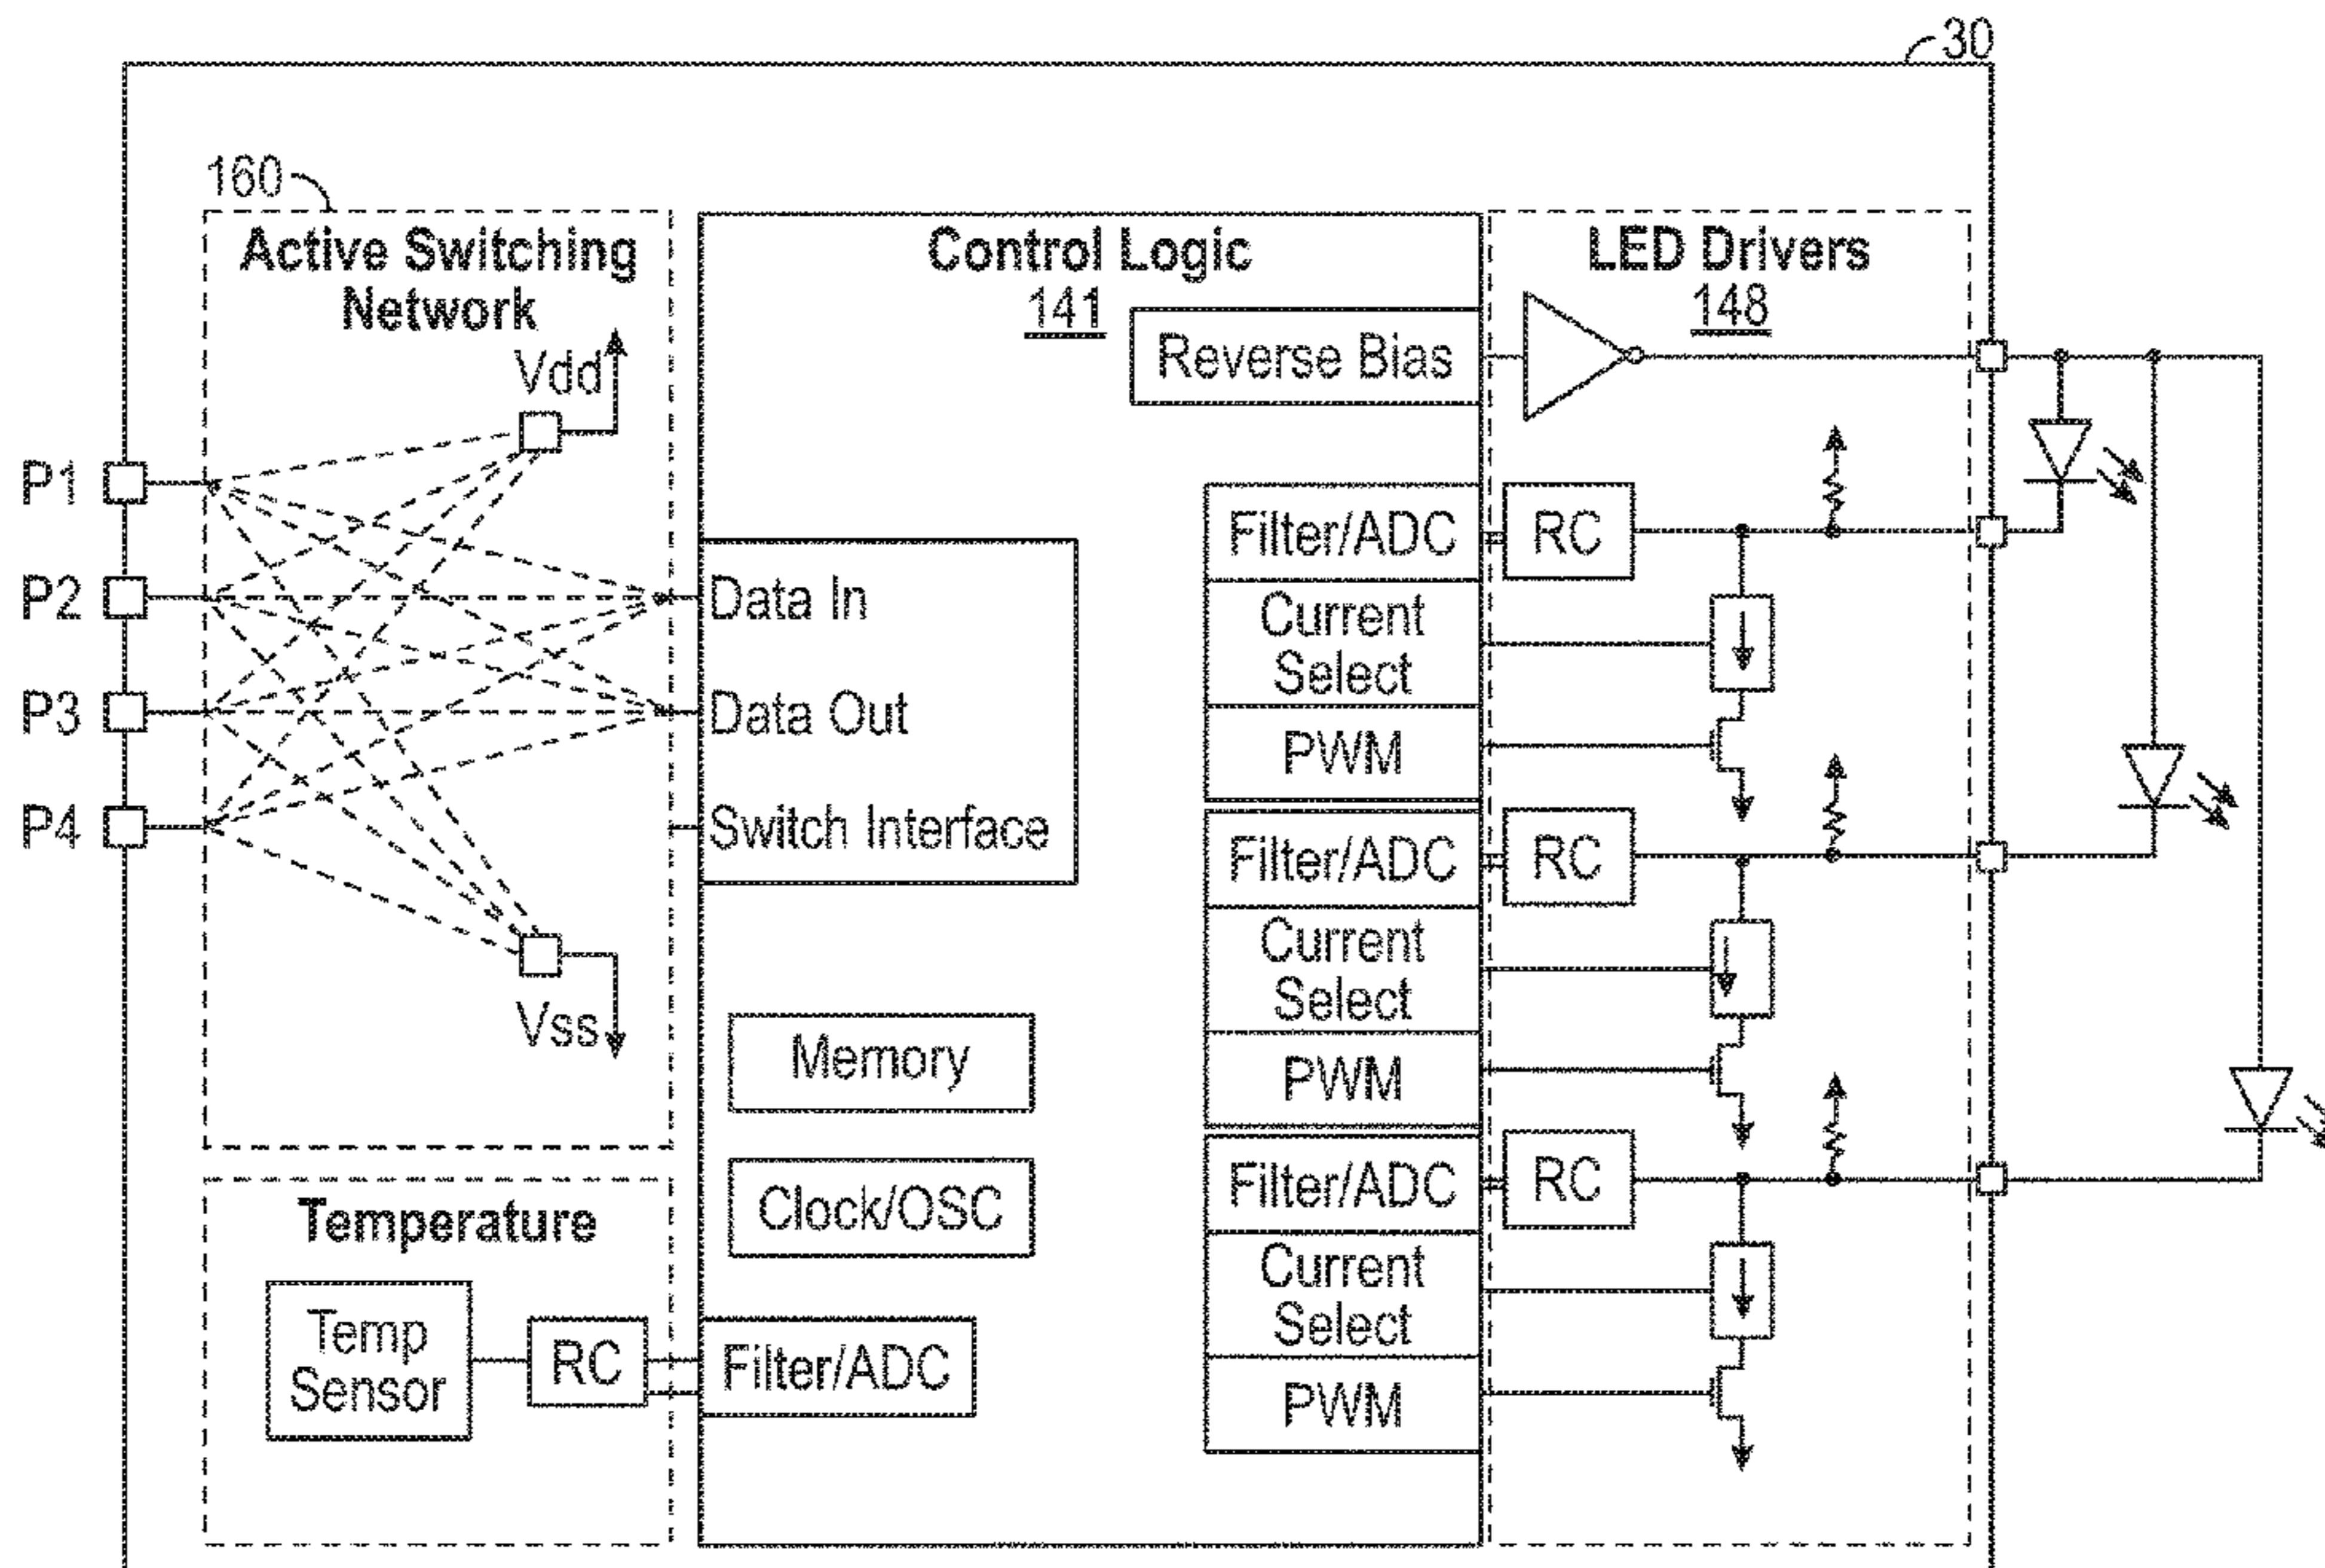 30
160
Active Switching
Network
Vdd
P1
P2
P3
P4
Vss
Temperature
Temp
Sensor
RC
Control Logic
141
Reverse Bias
Data In
Data Out
Switch Interface
Memory
Clock/OSC
Filter/ADC
Filter/ADC
Current
Select
PWM
Filter/ADC
Current
Select
PWM
Filter/ADC
Current
Select
PWM
LED Drivers
148
RC
RC
RC